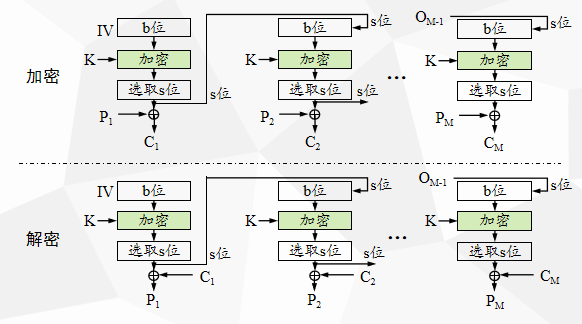 IV b位 s位 b位 O_M-1 b位 s位
加密 K 加密 K 加密 ... K 加密
选取s位 s位 选取s位 s位 选取s位
P_1 ⊕ P_2 ⊕ P_M ⊕
C_1 C_2 C_M
IV b位 s位 b位 O_M-1 b位 s位
解密 K 加密 K 加密 ... K 加密
选取s位 s位 选取s位 s位 选取s位
⊕ C_1 ⊕ C_2 ⊕ C_M
P_1 P_2 P_M